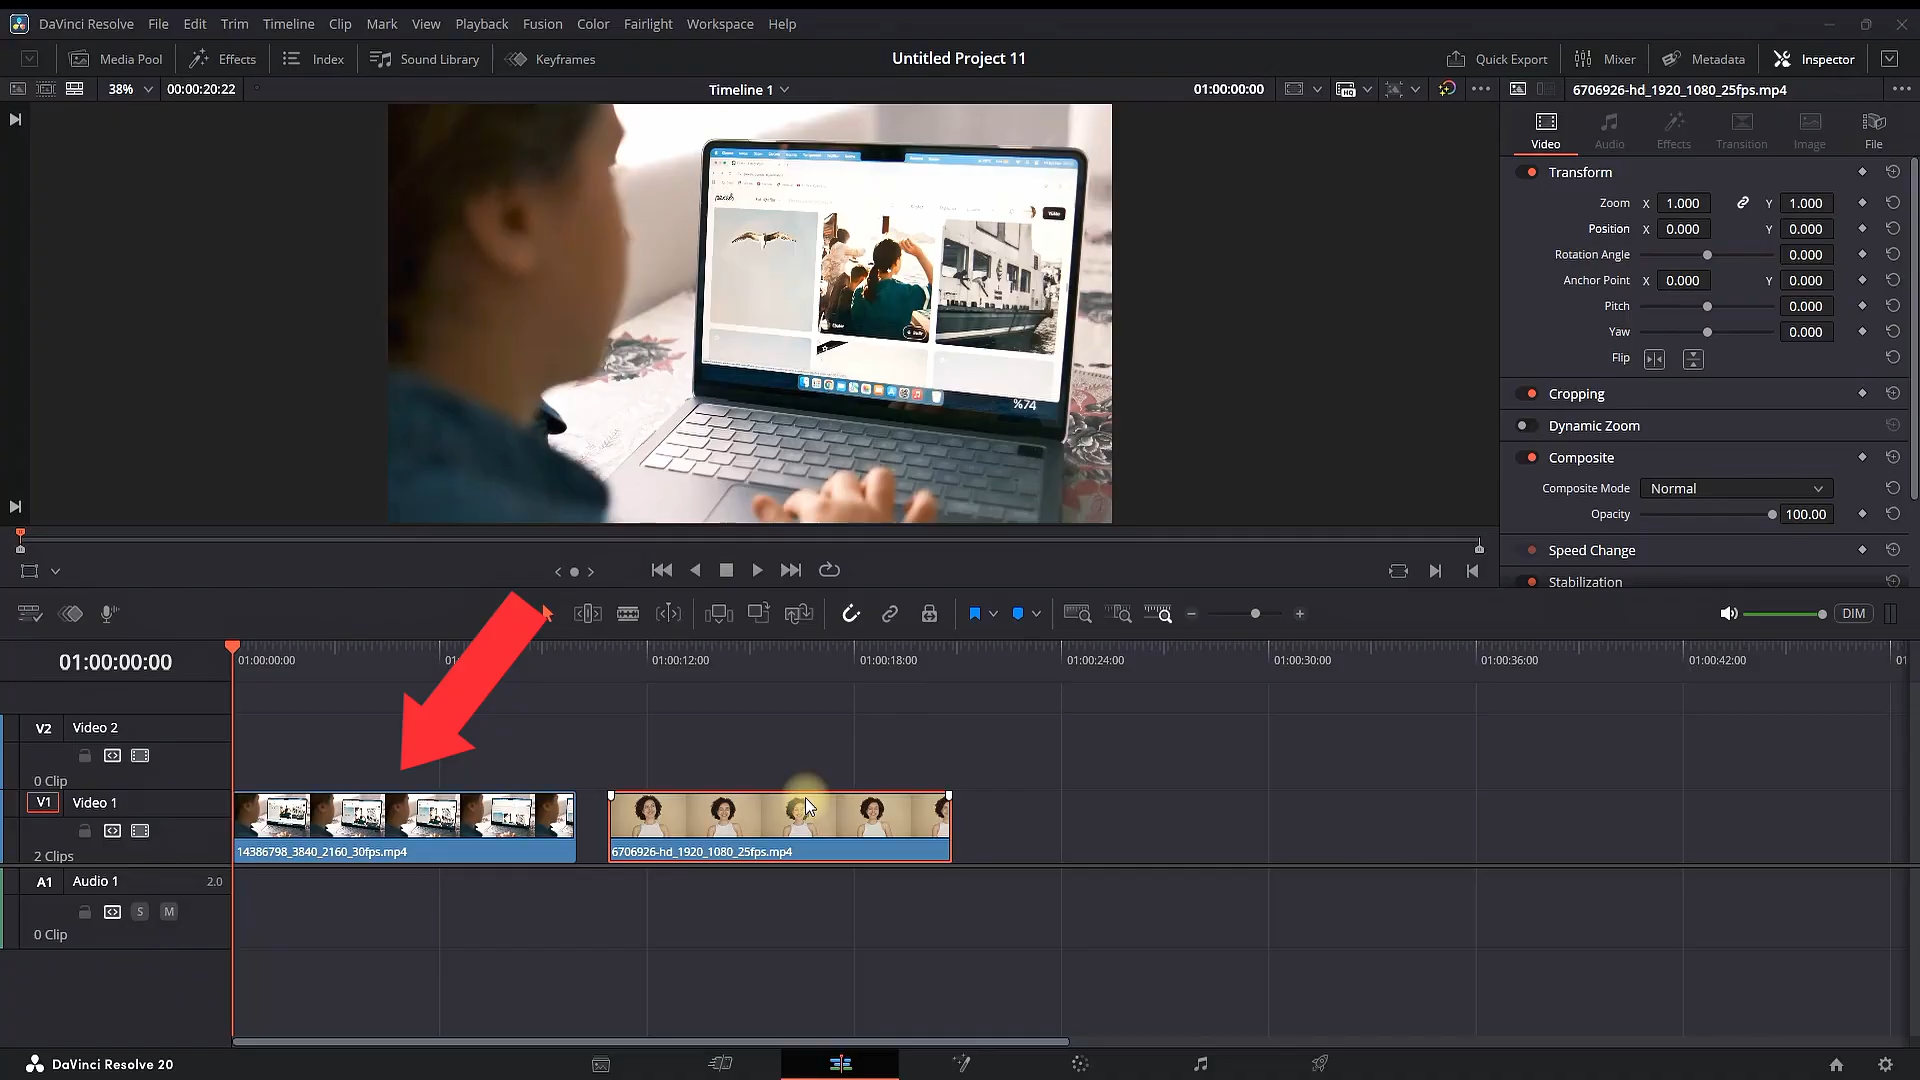 DaVinci Resolve File Edit Trim Timeline Clip Mark View Playback Fusion Color Fairlight Workspace Help
Media Pool Effects Index Sound Library Keyframes Untitled Project 11 Quick Export Mixer Metadata Inspector
38% 00:00:20:22 Timeline 1 01:00:00:00 6706926-hd_1920_1080_25fps.mp4
Video Audio Effects Transition Image File
Transform
Zoom X 1.000 Y 1.000
Position X 0.000 Y 0.000
Rotation Angle 0.000
Anchor Point X 0.000 Y 0.000
Pitch 0.000
Yaw 0.000
Flip
%74
Cropping
Dynamic Zoom
Composite
Composite Mode Normal
Opacity 100.00
Speed Change
Stabilization
DIM
01:00:00:00 01:00:00:00 01: 01:00:12:00 01:00:18:00 01:00:24:00 01:00:30:00 01:00:36:00 01:00:42:00 01
V2 Video 2
0 Clip
V1 Video 1
2 Clips 14386798_3840_2160_30fps.mp4 6706926-hd_1920_1080_25fps.mp4
A1 Audio 1 2.0
S M
0 Clip
DaVinci Resolve 20